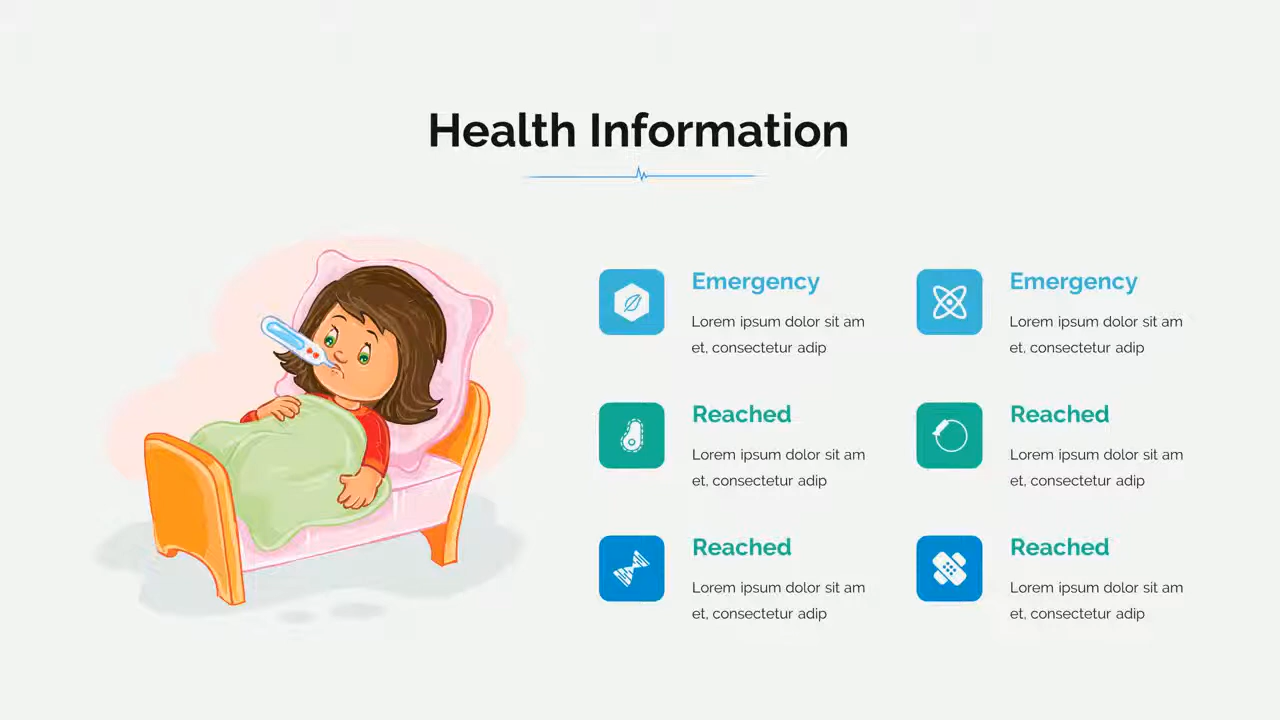 Health Information
Emergency
Lorem ipsum dolor sit am
et, consectetur adip
Emergency
Lorem ipsum dolor sit am
et, consectetur adip
Reached
Lorem ipsum dolor sit am
et, consectetur adip
Reached
Lorem ipsum dolor sit am
et, consectetur adip
Reached
Lorem ipsum dolor sit am
et, consectetur adip
Reached
Lorem ipsum dolor sit am
et, consectetur adip